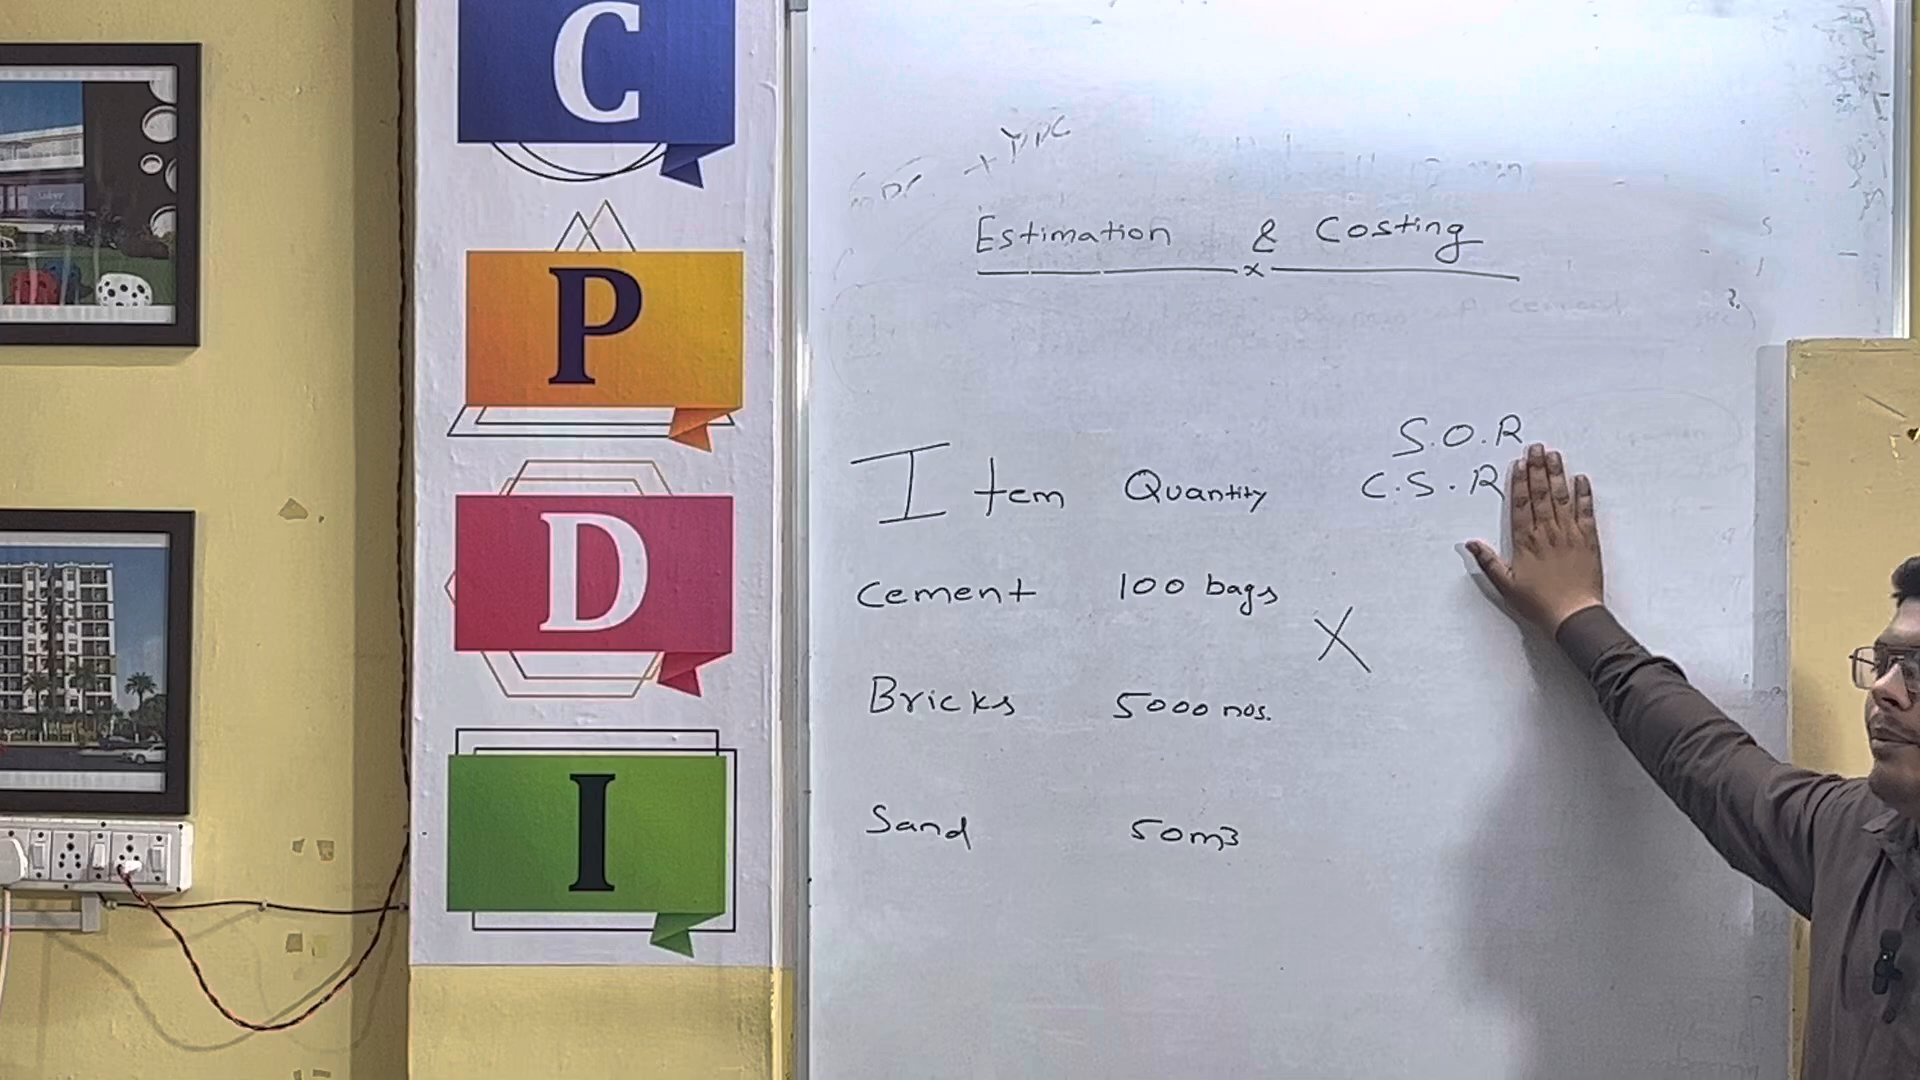 C
P
D
I
Estimation & Costing
x
S.O.R
Item Quantity C.S.R
Cement 100 bags
X
Bricks 5000 nos.
Sand 50m3